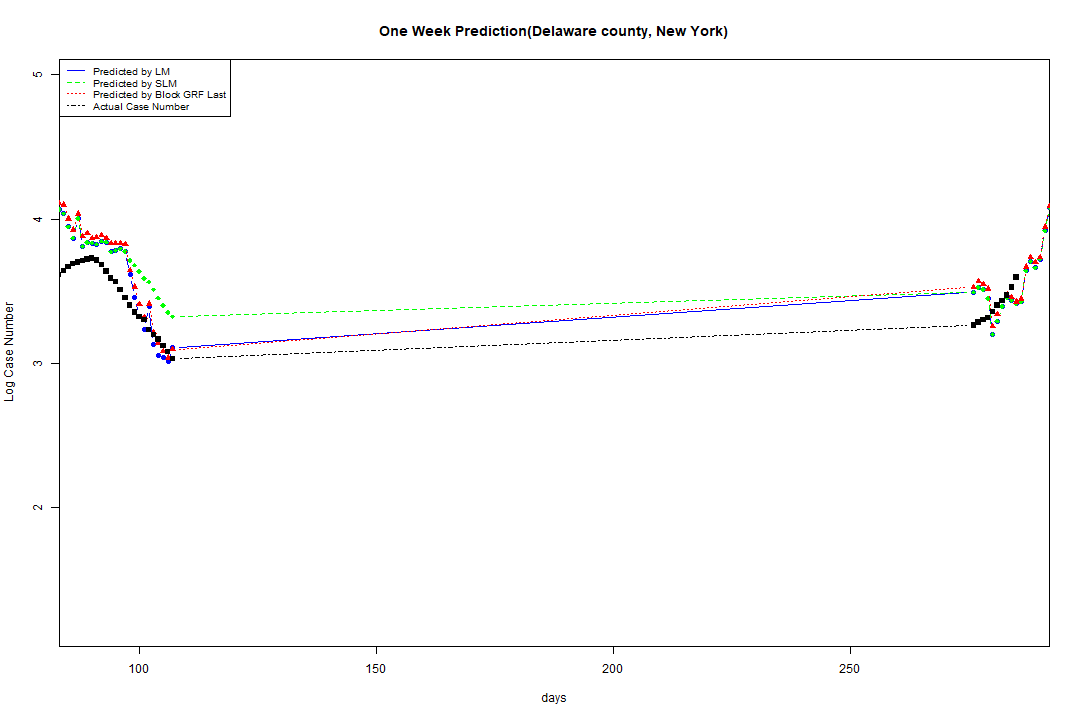 One Week Prediction(Delaware county, New York)
Predicted by LM
Predicted by SLM
Predicted by Block GRF Last
Actual Case Number
5
4
3
2
Log Case Number
100 150 200 250
days